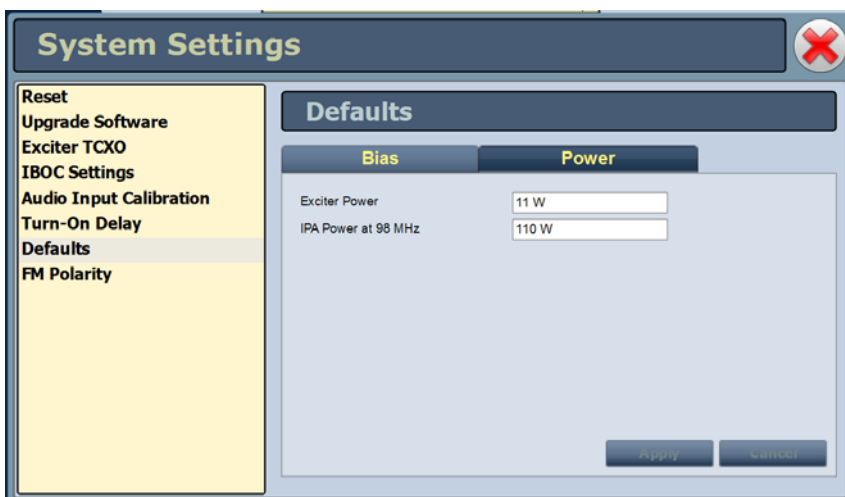 System Settings
Reset
Upgrade Software
Exciter TCXO
IBOC Settings
Audio Input Calibration
Turn-On Delay
Defaults
FM Polarity
Defaults
Bias Power
Exciter Power 11 W
IPA Power at 98 MHz 110 W
Apply Cancel